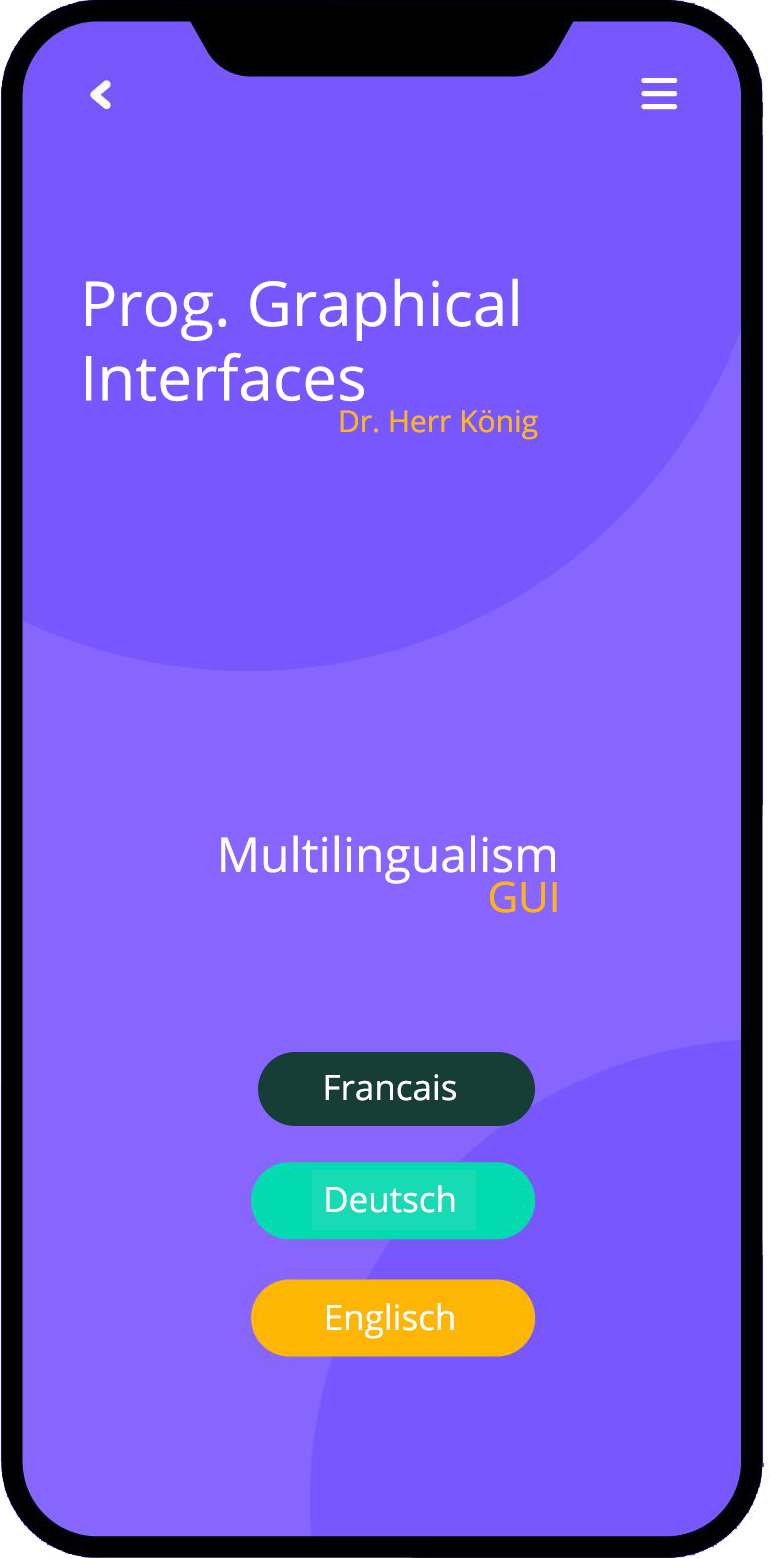 Prog. Graphical
Interfaces
Dr. Herr König
Multilingualism
GUI
Francais
Deutsch
Englisch